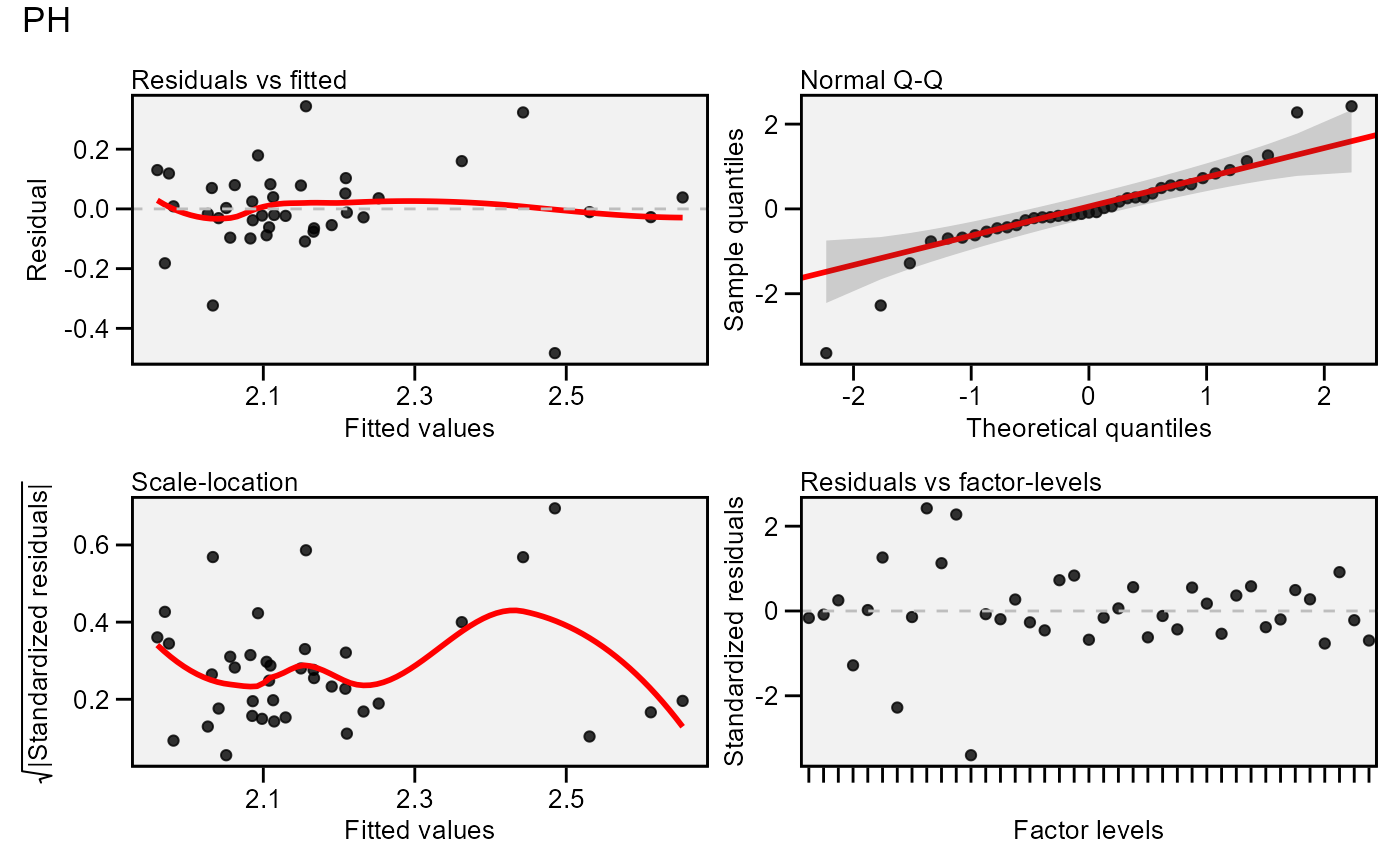 PH
Residuals vs fitted
Residual
0.2
0.0
-0.2
-0.4
2.1 2.3 2.5
Fitted values
Normal Q-Q
Sample quantiles
2
0
-2
-2 -1 0 1 2
Theoretical quantiles
Scale-location
√|Standardized residuals|
0.6
0.4
0.2
2.1 2.3 2.5
Fitted values
Residuals vs factor-levels
Standardized residuals
2
0
-2
Factor levels